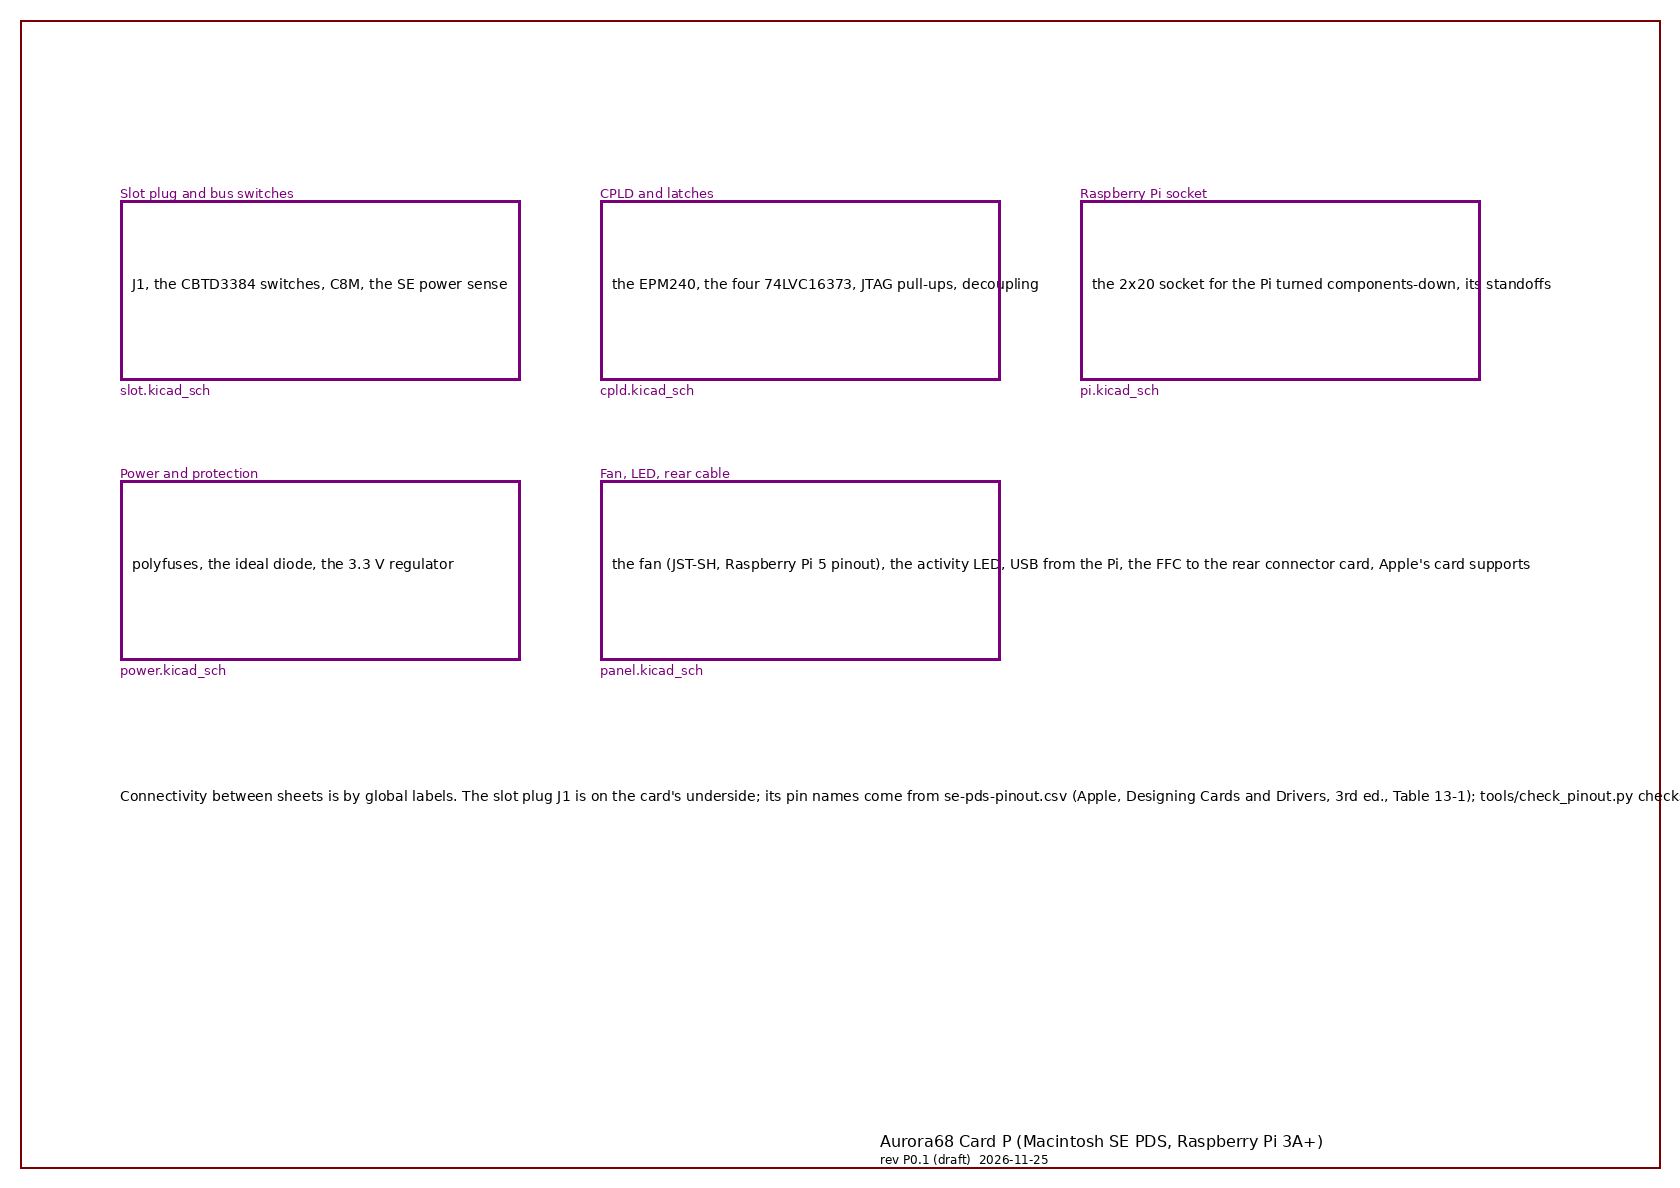 Slot plug and bus switches
J1, the CBTD3384 switches, C8M, the SE power sense
slot.kicad_sch
CPLD and latches
the EPM240, the four 74LVC16373, JTAG pull-ups, decoupling
cpld.kicad_sch
Raspberry Pi socket
the 2x20 socket for the Pi turned components-down, its standoffs
pi.kicad_sch
Power and protection
polyfuses, the ideal diode, the 3.3 V regulator
power.kicad_sch
Fan, LED, rear cable
the fan (JST-SH, Raspberry Pi 5 pinout), the activity LED, USB from the Pi, the FFC to the rear connector card, Apple's card supports
panel.kicad_sch
Connectivity between sheets is by global labels. The slot plug J1 is on the card's underside; its pin names come from se-pds-pinout.csv (Apple, Designing Cards and Drivers, 3rd ed., Table 13-1); tools/check_pinout.py check
Aurora68 Card P (Macintosh SE PDS, Raspberry Pi 3A+)
rev P0.1 (draft) 2026-11-25